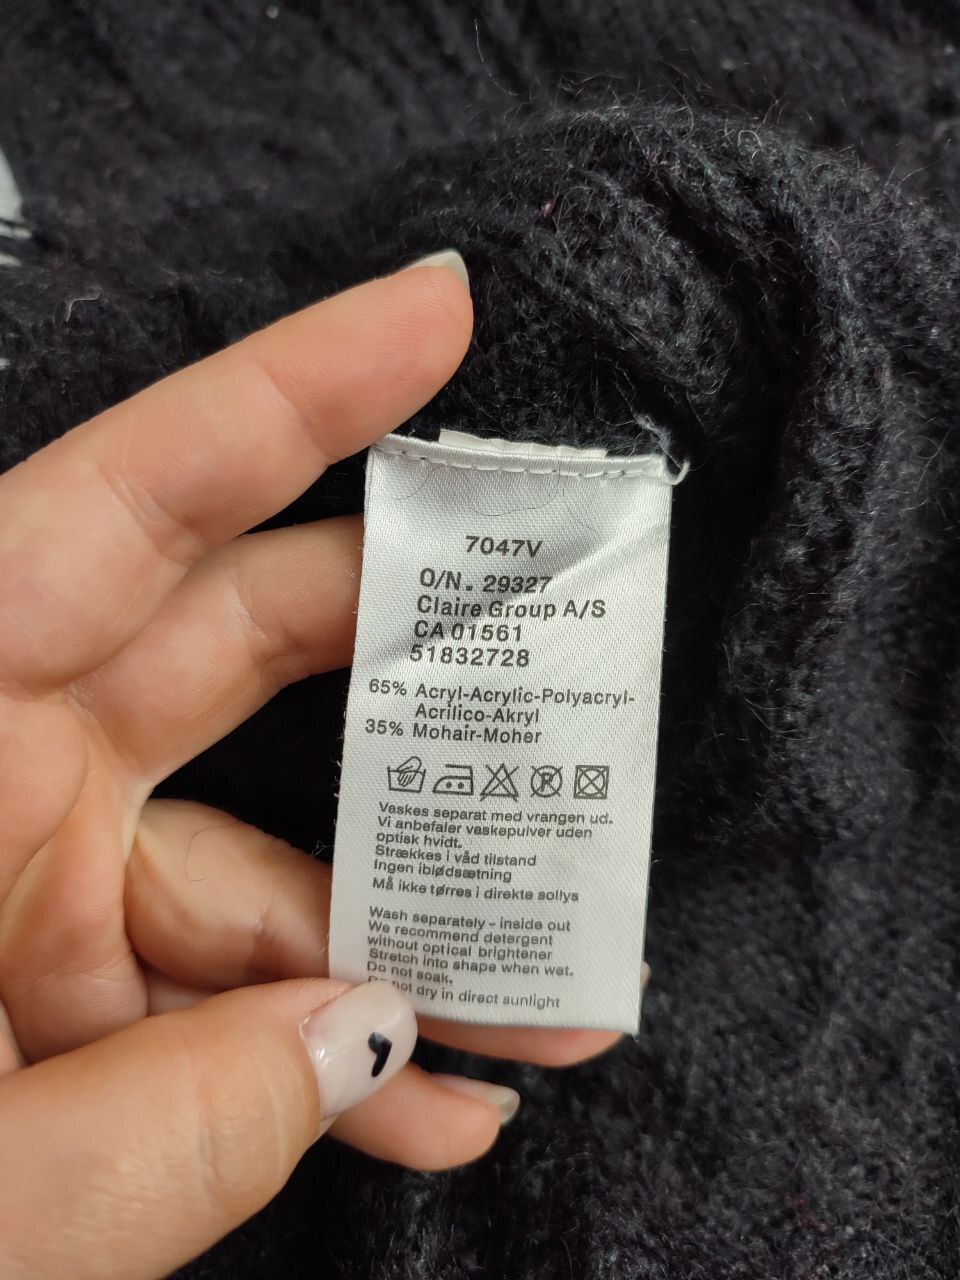 7047V
O/N. 29327
Claire Group A/S
CA 01561
51832728
65% Acryl-Acrylic-Polyacryl-
Acrilico-Akryl
35% Mohair-Moher
P
Vaskes separat med vrangen ud.
Vi anbefaler vaskepulver uden
optisk hvidt.
Strækkes i våd tilstand
Ingen iblødsætning
Må ikke tørres i direkte sollys
Wash separately - inside out
We recommend detergent
without optical brightener
Stretch into shape when wet.
Do not soak.
Do not dry in direct sunlight